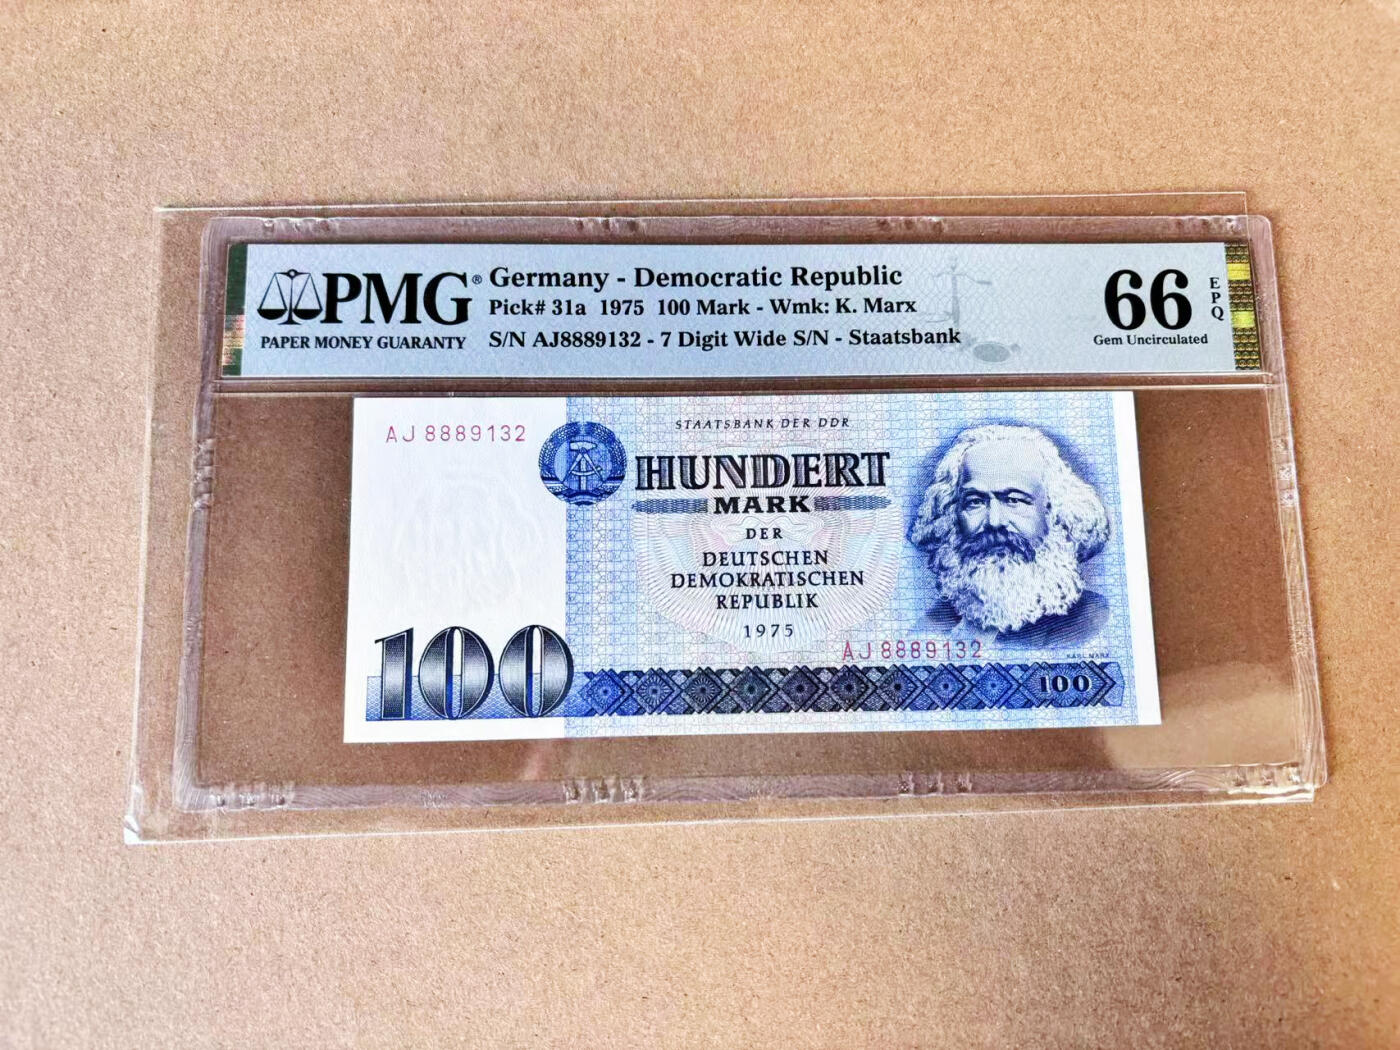 PMG®
PAPER MONEY GUARANTY
Germany - Democratic Republic
Pick# 31a 1975 100 Mark - Wmk: K. Marx
S/N AJ8889132 - 7 Digit Wide S/N - Staatsbank
66
EPQ
Gem Uncirculated
AJ 8889132
STAATSBANK DER DDR
HUNDERT
MARK
DER
DEUTSCHEN
DEMOKRATISCHEN
REPUBLIK
1975
AJ 8889132
KARL MARX
100
100